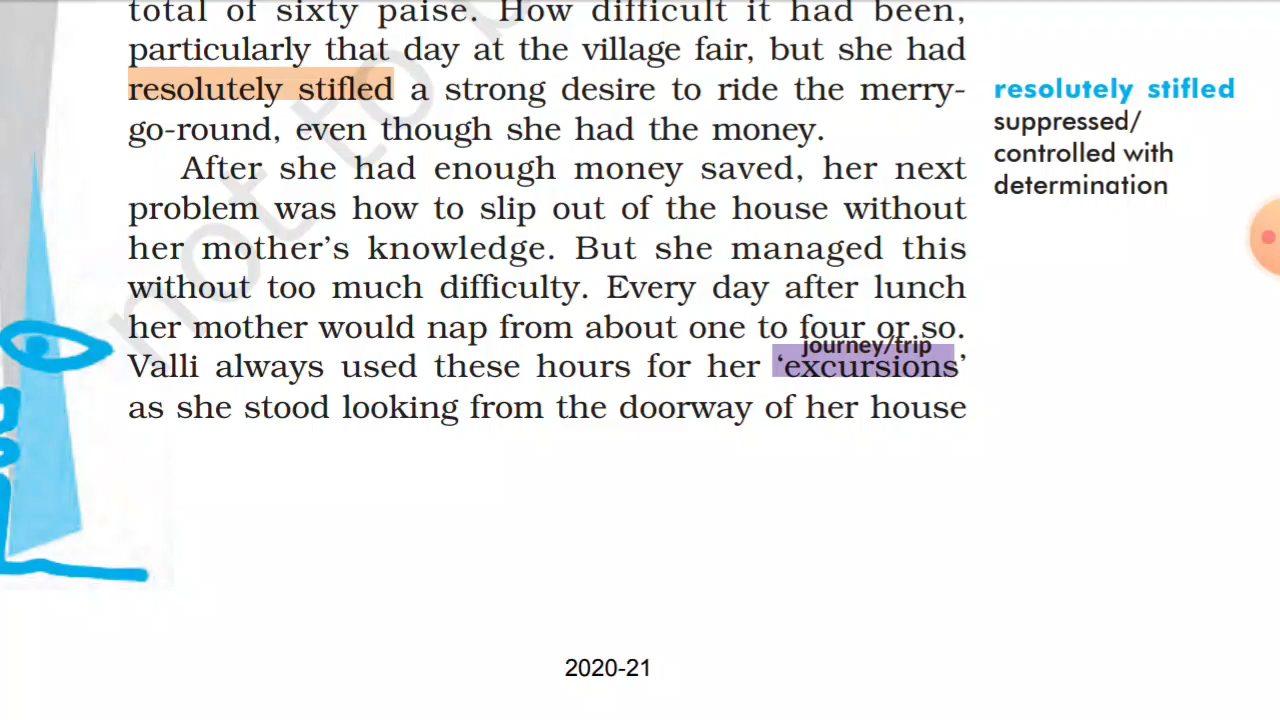 total of sixty paise. How difficult it had been,
particularly that day at the village fair, but she had
resolutely stifled a strong desire to ride the merry-
go-round, even though she had the money.
After she had enough money saved, her next
problem was how to slip out of the house without
her mother's knowledge. But she managed this
without too much difficulty. Every day after lunch
her mother would nap from about one to four or so.
journey/trip
Valli always used these hours for her ‘excursions’
as she stood looking from the doorway of her house
resolutely stifled
suppressed/
controlled with
determination
not to b
2020-21